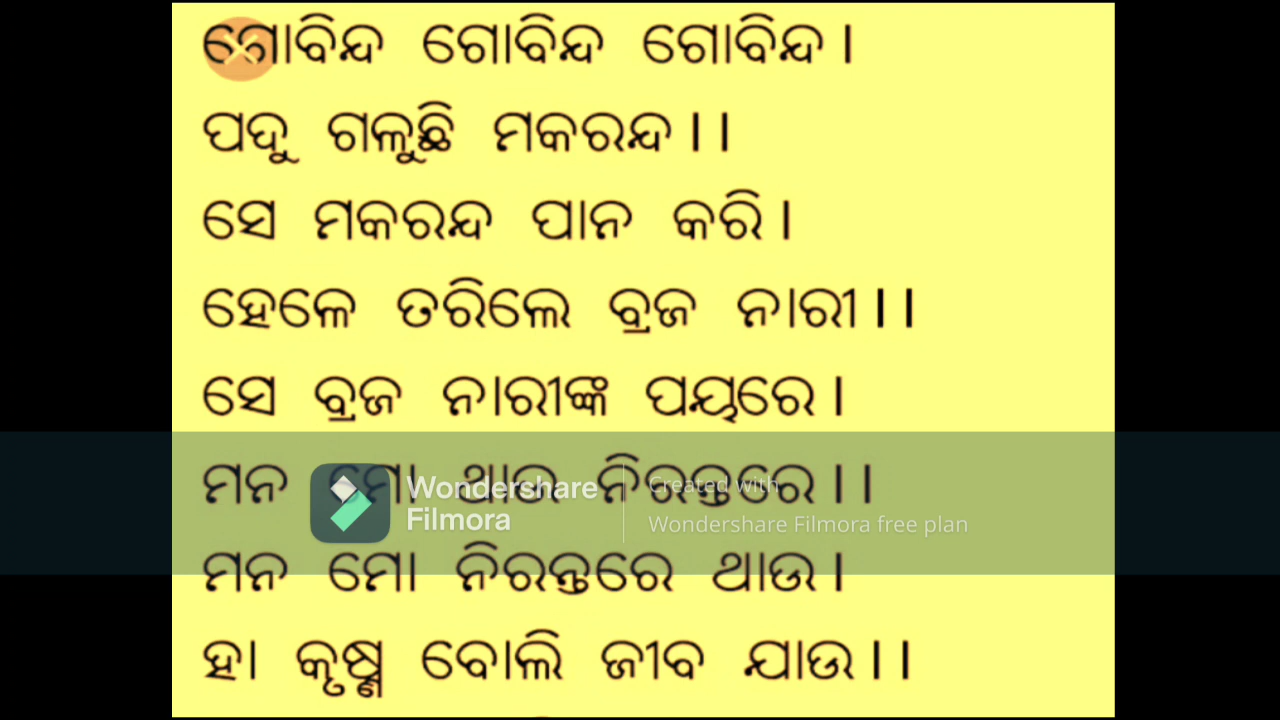 ଗୋବିନ୍ଦ ଗୋବିନ୍ଦ ଗୋବିନ୍ଦ ।
ପଦୁ ଗଳୁଛି ମକରନ୍ଦ ।।
ସେ ମକରନ୍ଦ ପାନ କରି ।
ହେଳେ ତରିଲେ ବ୍ରଜ ନାରୀ ।।
ସେ ବ୍ରଜ ନାରୀଙ୍କ ପୟରେ ।
ମନ ମୋ ଥାଉ ନିରନ୍ତରେ ।।
Wondershare Filmora
Created with
Wondershare Filmora free plan
ମନ ମୋ ନିରନ୍ତରେ ଥାଉ ।
ହା କୃଷ୍ଣ ବୋଲି ଜୀବ ଯାଉ ।।